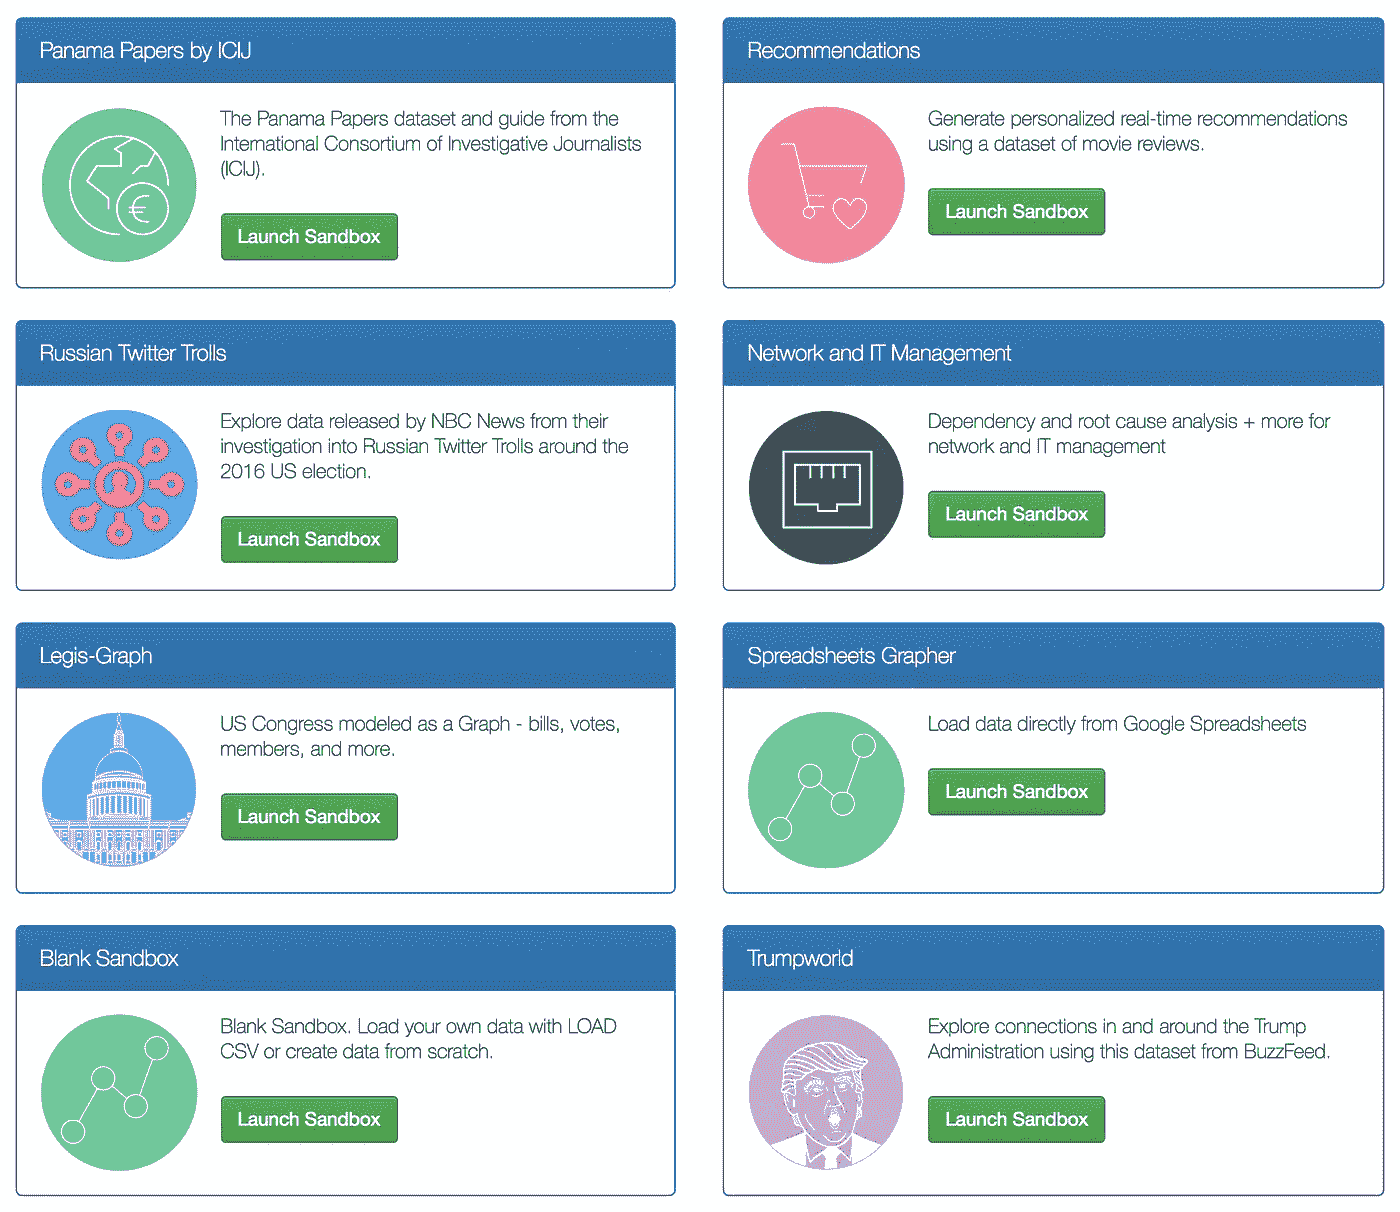 Panama Papers by ICIJ
The Panama Papers dataset and guide from the
International Consortium of Investigative Journalists
(ICIJ).
€
Launch Sandbox
Recommendations
Generate personalized real-time recommendations
using a dataset of movie reviews.
Launch Sandbox
Russian Twitter Trolls
Explore data released by NBC News from their
investigation into Russian Twitter Trolls around the
2016 US election.
Launch Sandbox
Network and IT Management
Dependency and root cause analysis + more for
network and IT management
Launch Sandbox
Legis-Graph
US Congress modeled as a Graph - bills, votes,
members, and more.
Launch Sandbox
Spreadsheets Grapher
Load data directly from Google Spreadsheets
Launch Sandbox
Blank Sandbox
Blank Sandbox. Load your own data with LOAD
CSV or create data from scratch.
Launch Sandbox
Trumpworld
Explore connections in and around the Trump
Administration using this dataset from BuzzFeed.
Launch Sandbox